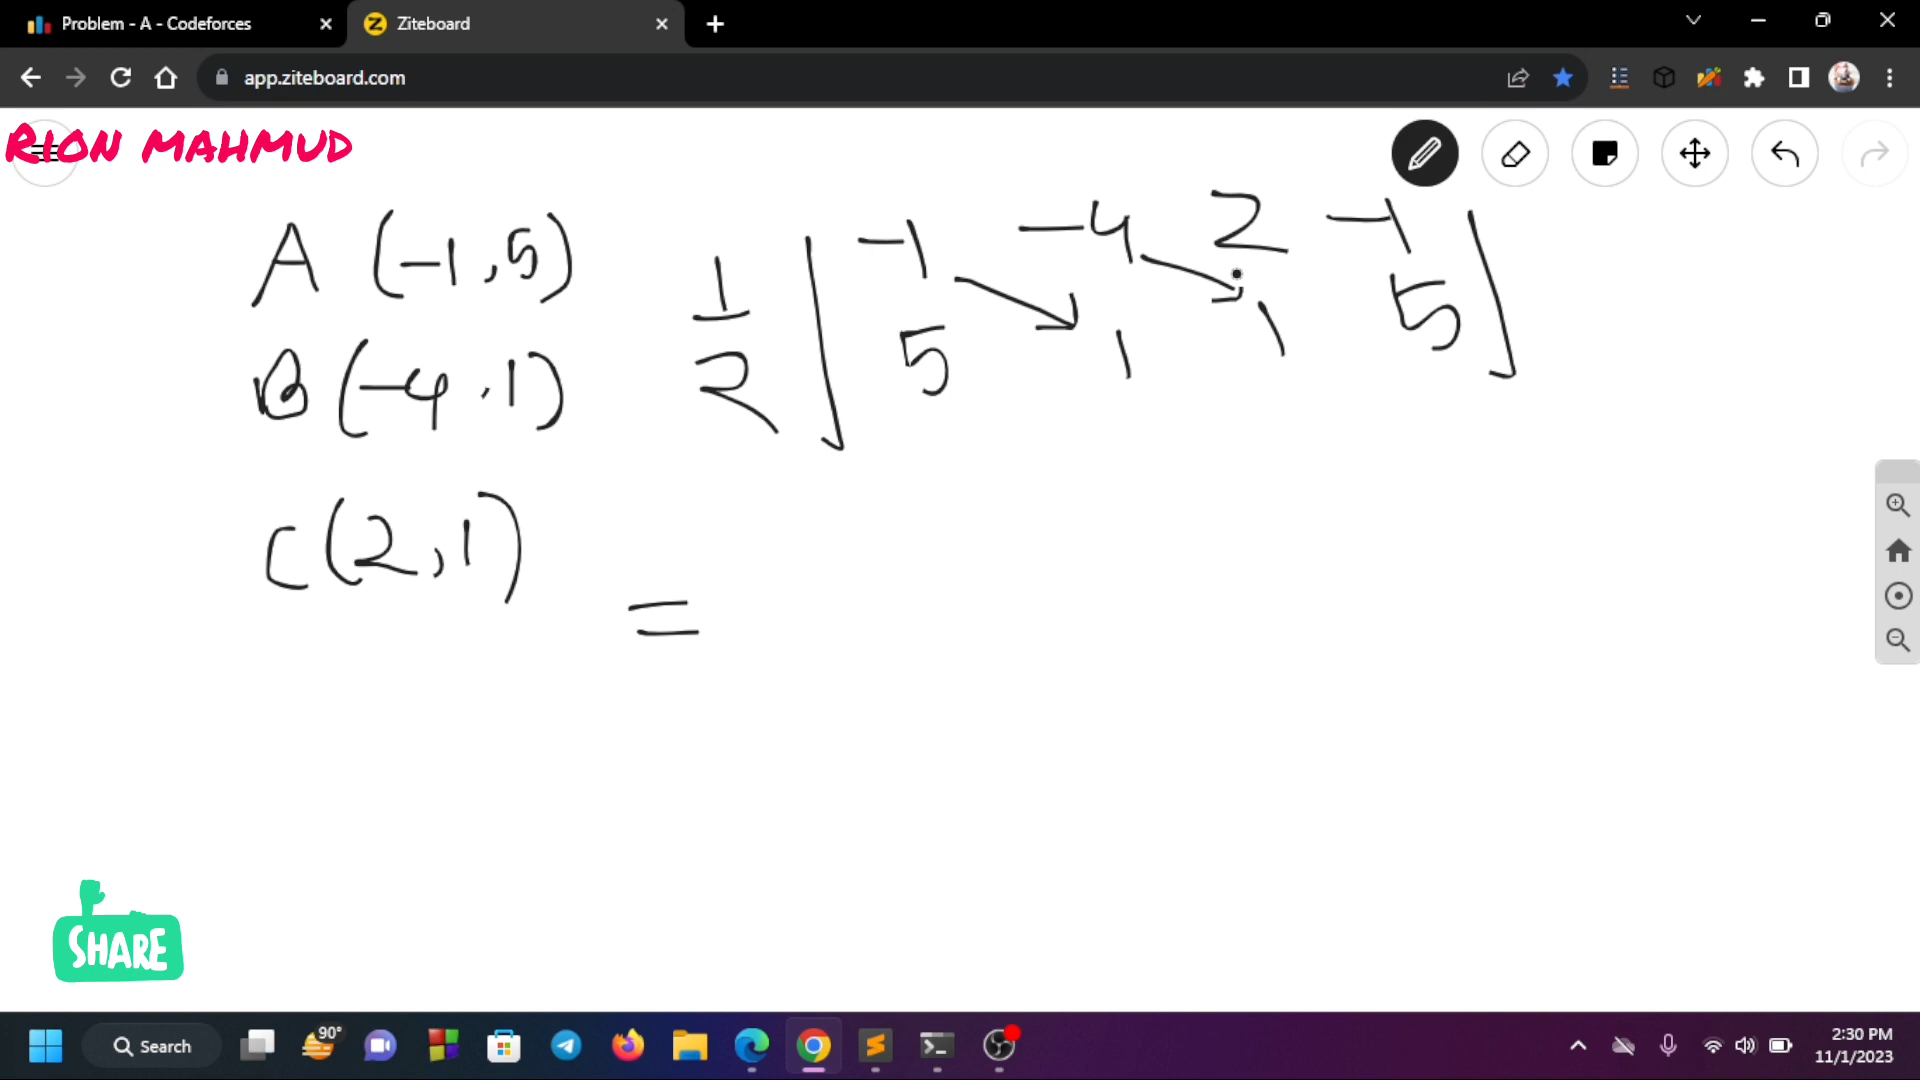 Problem - A - Codeforces
Ziteboard
app.ziteboard.com
RION MAHMUD
A (-1,5)
B (-4,1)
C (2,1)
1
2
-1 -4 2 -1
5 1 1 5
=
SHARE
90°
Search
2:30 PM
11/1/2023